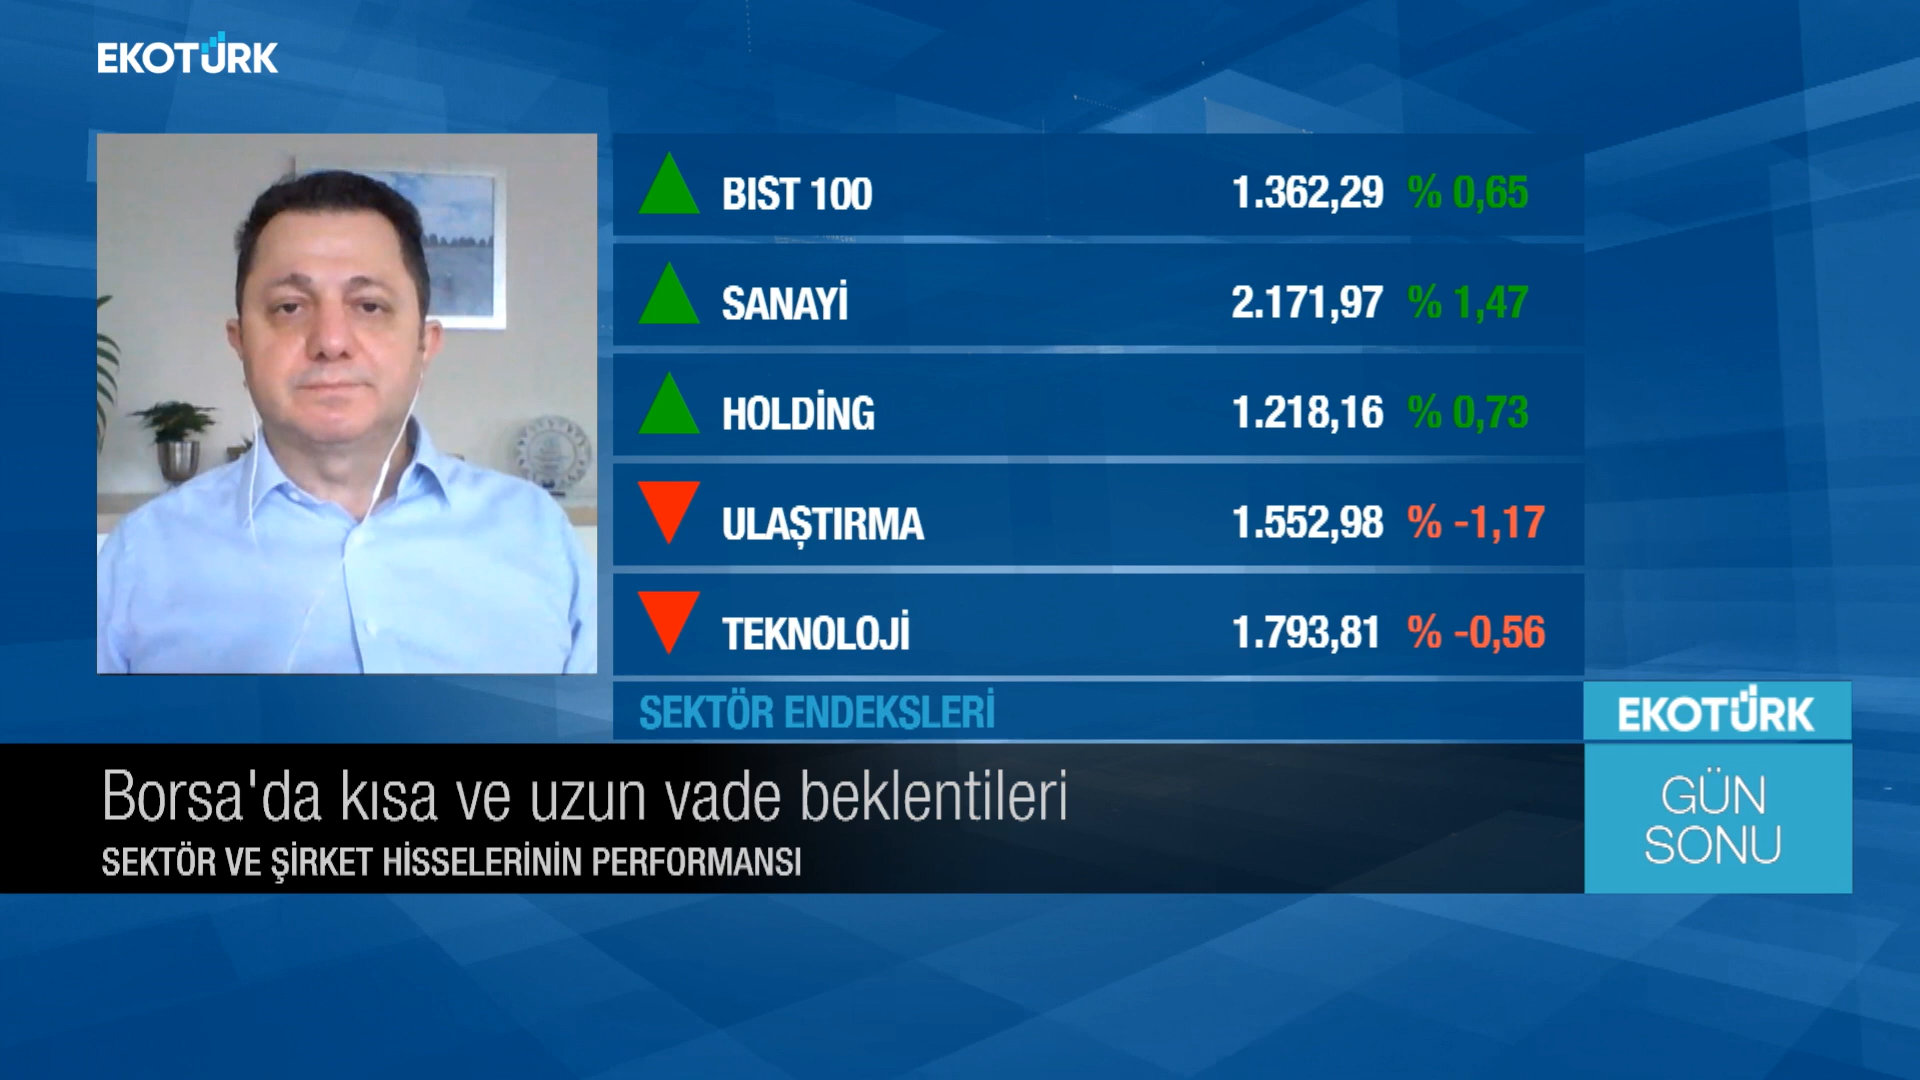 EKOTÜRK
BIST 100 1.362,29 % 0,65
SANAYİ 2.171,97 % 1,47
HOLDİNG 1.218,16 % 0,73
ULAŞTIRMA 1.552,98 % -1,17
TEKNOLOJİ 1.793,81 % -0,56
SEKTÖR ENDEKSLERİ
EKOTÜRK
Borsa'da kısa ve uzun vade beklentileri
SEKTÖR VE ŞİRKET HİSSELERİNİN PERFORMANSI
GÜN
SONU